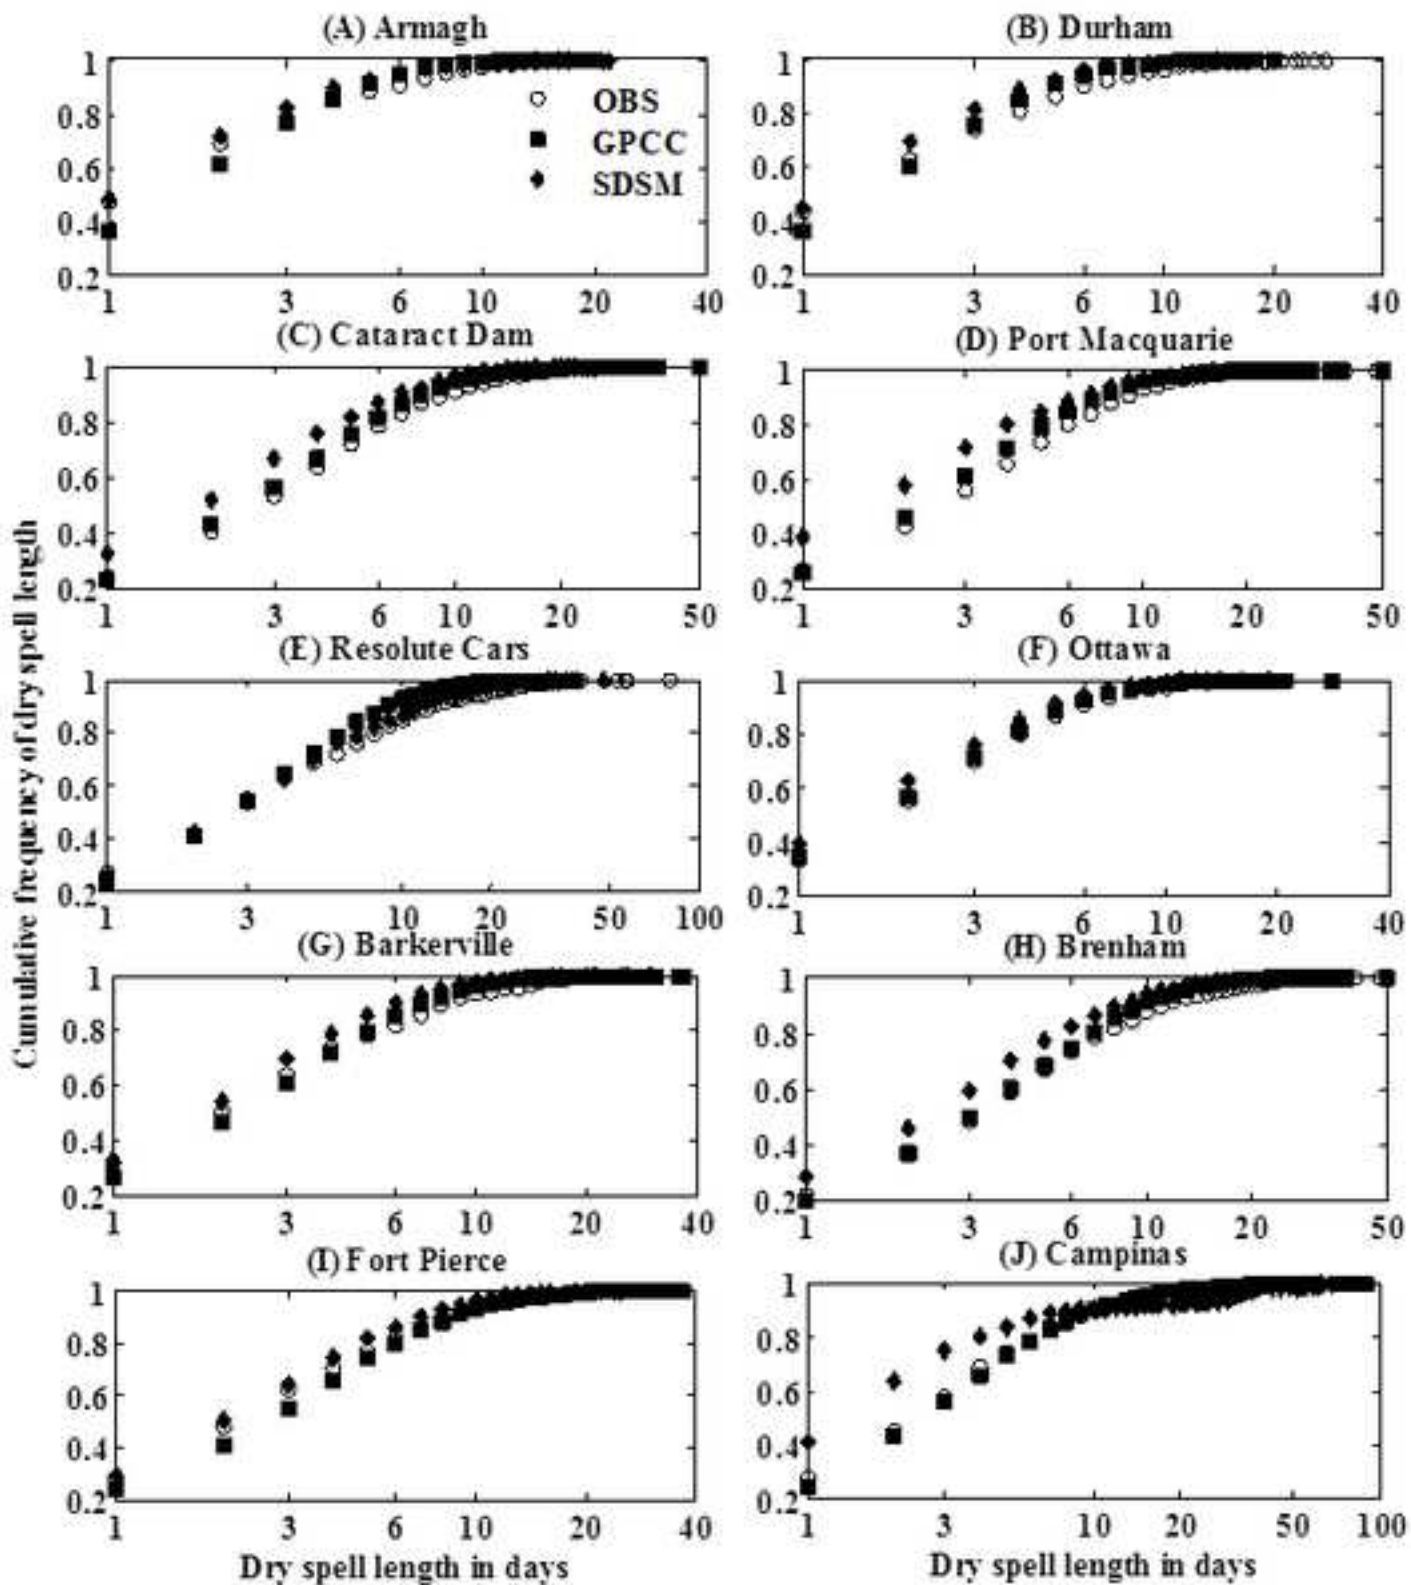 (A) Armagh
(B) Durham
1
0.8
0.6
0.4
0.2
OBS
GPCC
SDSM
1 3 6 10 20 40
1
0.8
0.6
0.4
0.2
1 3 6 10 20 40
(C) Cataract Dam
(D) Port Macquarie
1
0.8
0.6
0.4
0.2
1 3 6 10 20 50
1
0.8
0.6
0.4
0.2
1 3 6 10 20 50
Cumulative frequency of dry spell length
(E) Resolute Cars
(F) Ottawa
1
0.8
0.6
0.4
0.2
1 3 10 20 50 100
1
0.8
0.6
0.4
0.2
1 3 6 10 20 40
(G) Barkerville
(H) Brenham
1
0.8
0.6
0.4
0.2
1 3 6 10 20 40
1
0.8
0.6
0.4
0.2
1 3 6 10 20 50
(I) Fort Pierce
(J) Campinas
1
0.8
0.6
0.4
0.2
1 3 6 10 20 40
Dry spell length in days
1
0.8
0.6
0.4
0.2
1 3 10 20 50 100
Dry spell length in days